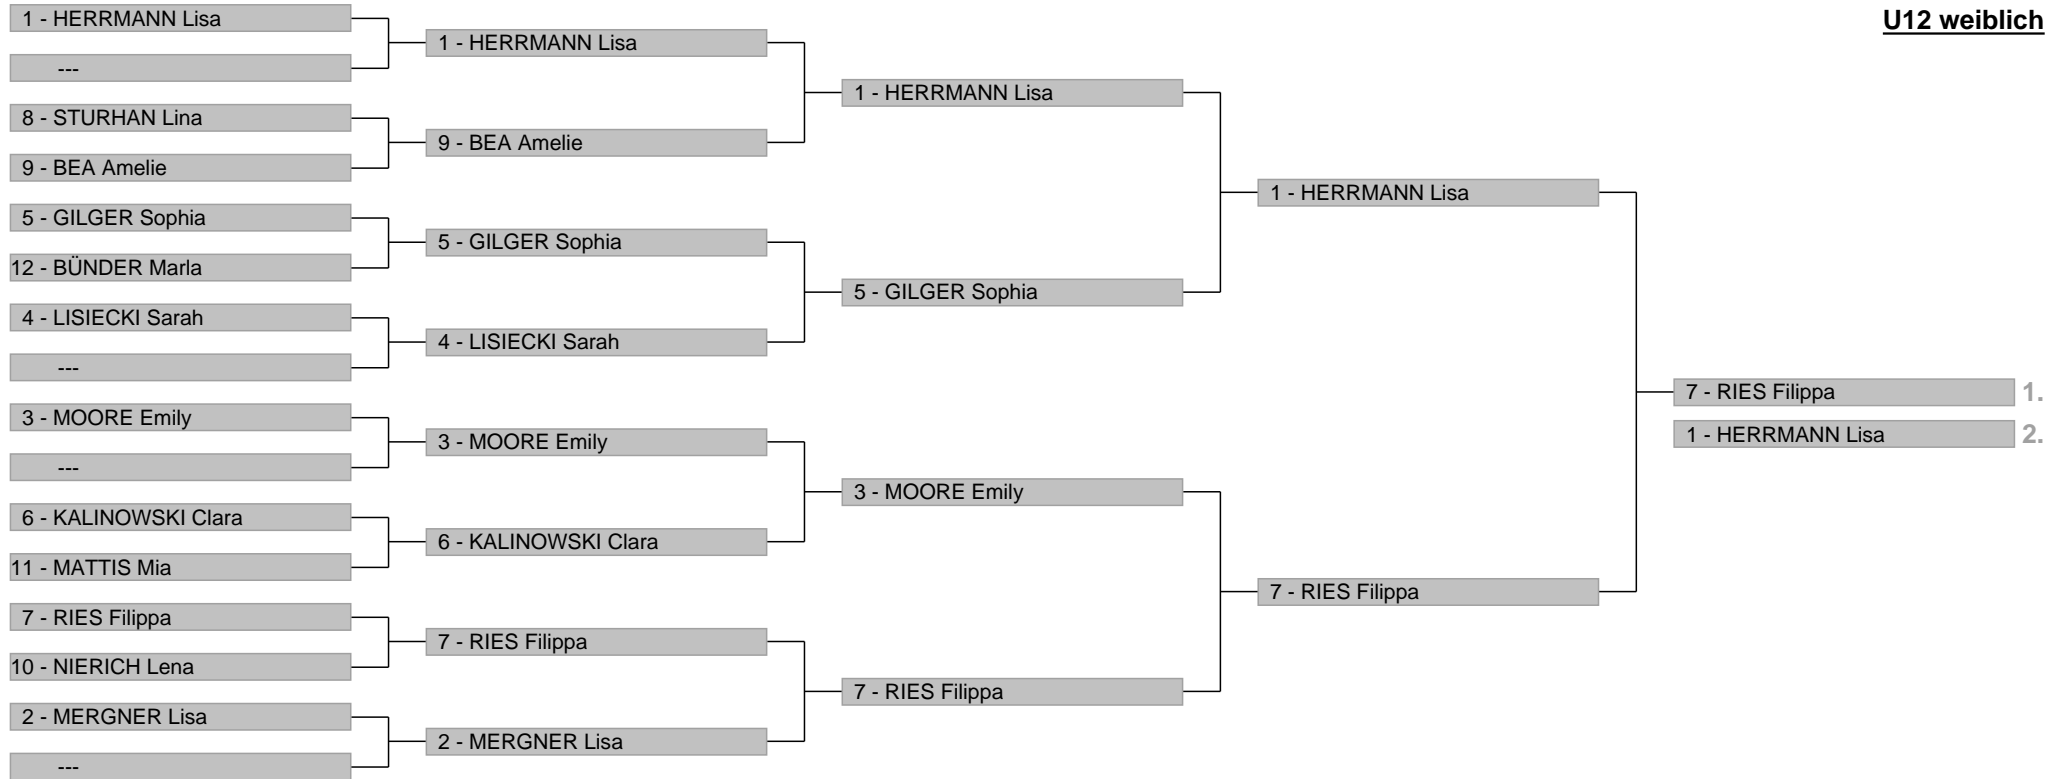 U12 weiblich
1 - HERRMANN Lisa
---
8 - STURHAN Lina
9 - BEA Amelie
5 - GILGER Sophia
12 - BÜNDER Marla
4 - LISIECKI Sarah
---
3 - MOORE Emily
---
6 - KALINOWSKI Clara
11 - MATTIS Mia
7 - RIES Filippa
10 - NIERICH Lena
2 - MERGNER Lisa
---
1 - HERRMANN Lisa
9 - BEA Amelie
5 - GILGER Sophia
4 - LISIECKI Sarah
3 - MOORE Emily
6 - KALINOWSKI Clara
7 - RIES Filippa
2 - MERGNER Lisa
1 - HERRMANN Lisa
5 - GILGER Sophia
3 - MOORE Emily
7 - RIES Filippa
1 - HERRMANN Lisa
7 - RIES Filippa
7 - RIES Filippa 1.
1 - HERRMANN Lisa 2.